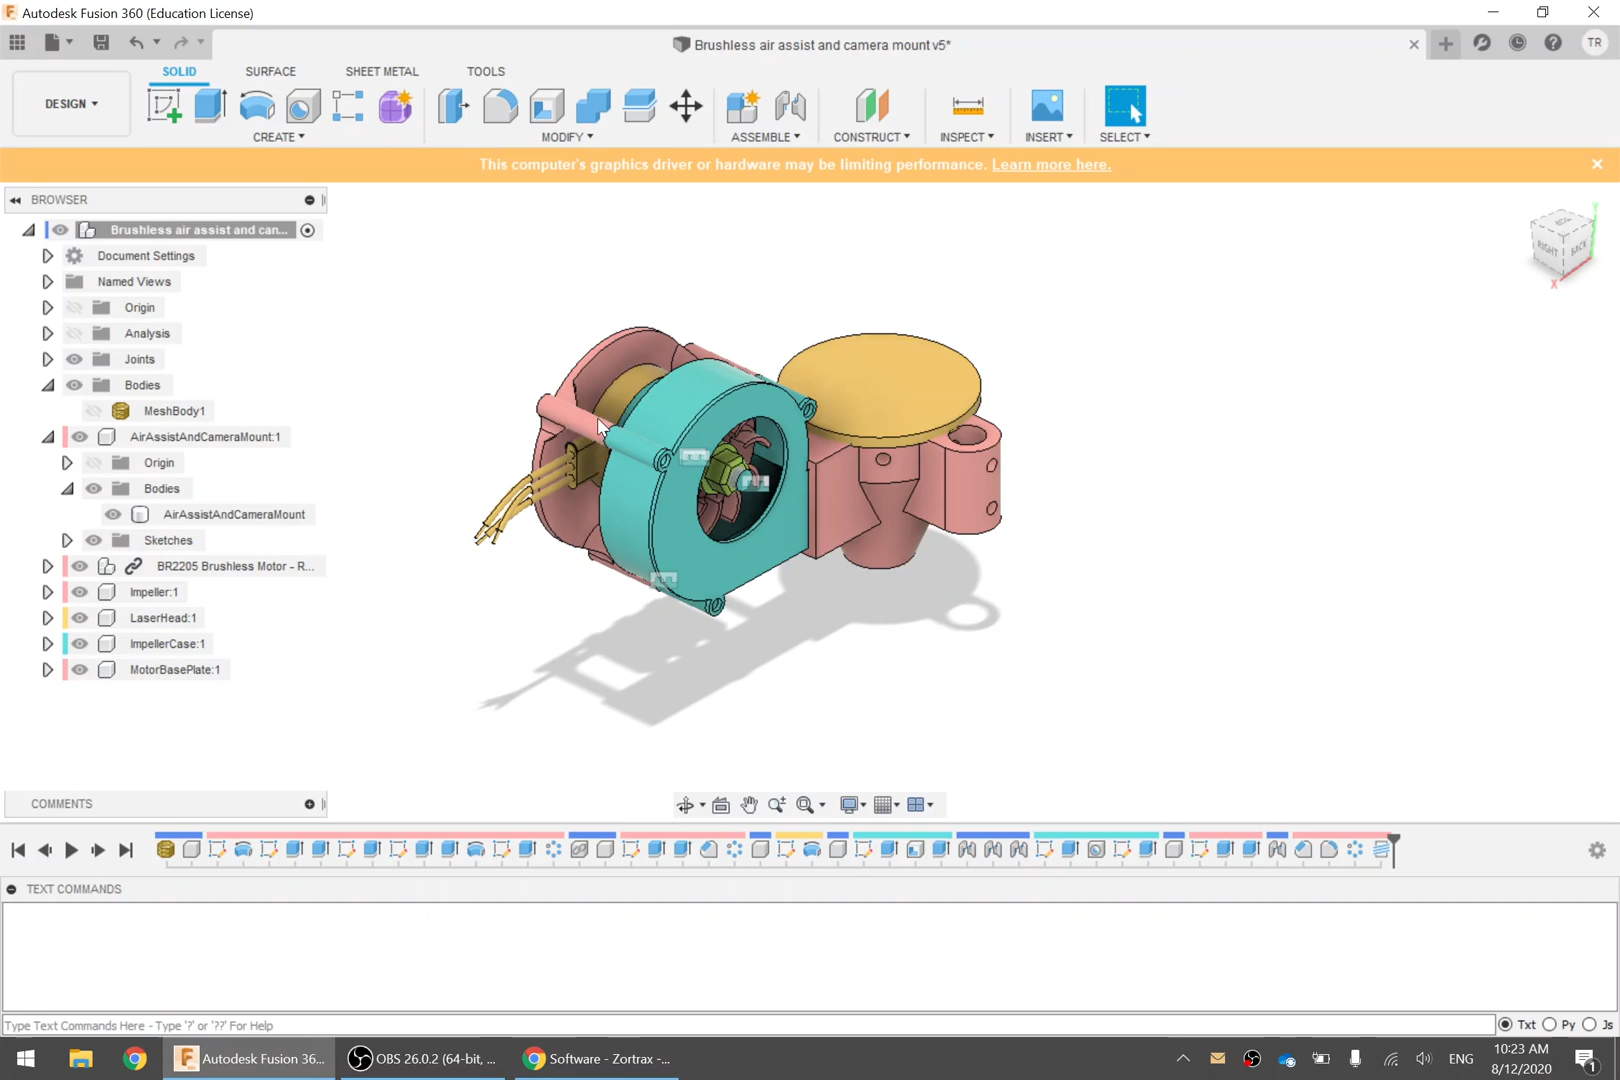 Autodesk Fusion 360 (Education License)
Brushless air assist and camera mount v5*
TR
SOLID
SURFACE
SHEET METAL
TOOLS
DESIGN
CREATE
MODIFY
ASSEMBLE
CONSTRUCT
INSPECT
INSERT
SELECT
This computer's graphics driver or hardware may be limiting performance. Learn more here.
BROWSER
Brushless air assist and can...
Document Settings
Named Views
Origin
Analysis
Joints
Bodies
MeshBody1
AirAssistAndCameraMount:1
Origin
Bodies
AirAssistAndCameraMount
Sketches
BR2205 Brushless Motor - R...
Impeller:1
LaserHead:1
ImpellerCase:1
MotorBasePlate:1
RIGHT
BACK
Y
X
COMMENTS
TEXT COMMANDS
Type Text Commands Here - Type '?' or '??' For Help
Txt
Py
Js
Autodesk Fusion 36...
OBS 26.0.2 (64-bit, ...
Software - Zortrax -...
ENG
10:23 AM
8/12/2020
1